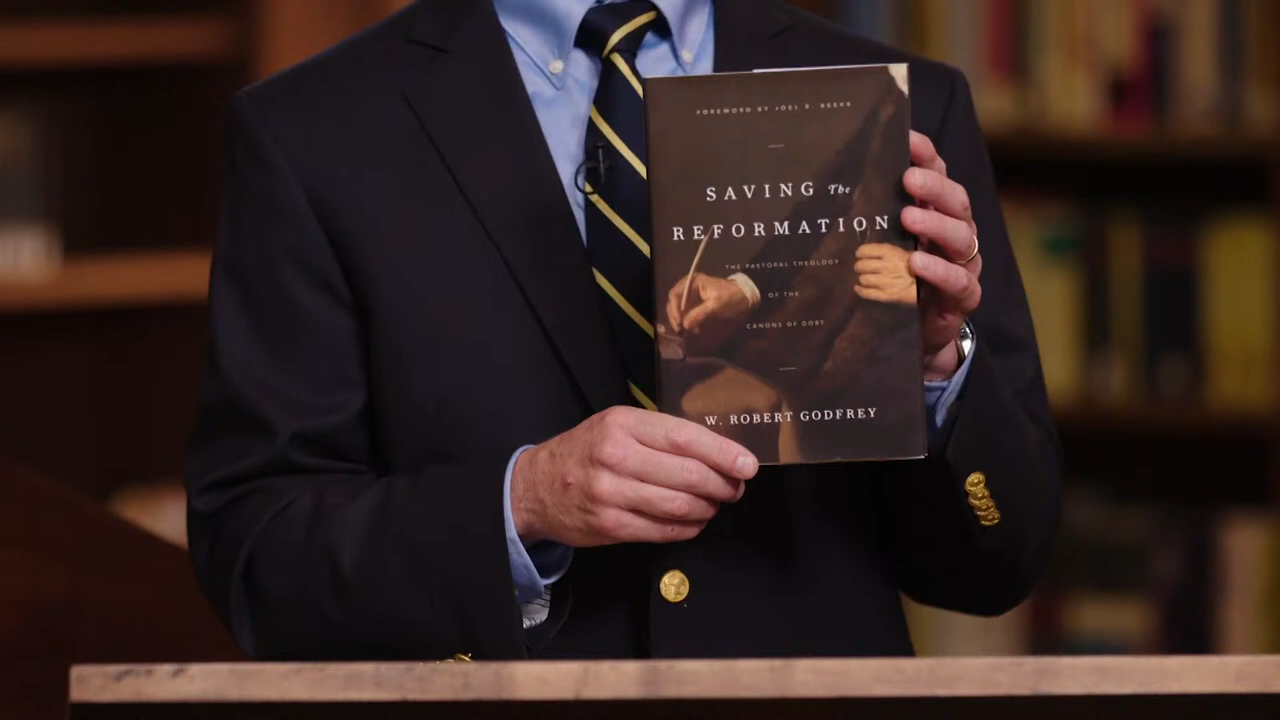 FOREWORD BY JOEL R. BEEKE
SAVING The
REFORMATION
THE PASTORAL THEOLOGY
OF THE
CANONS OF DORT
W. ROBERT GODFREY